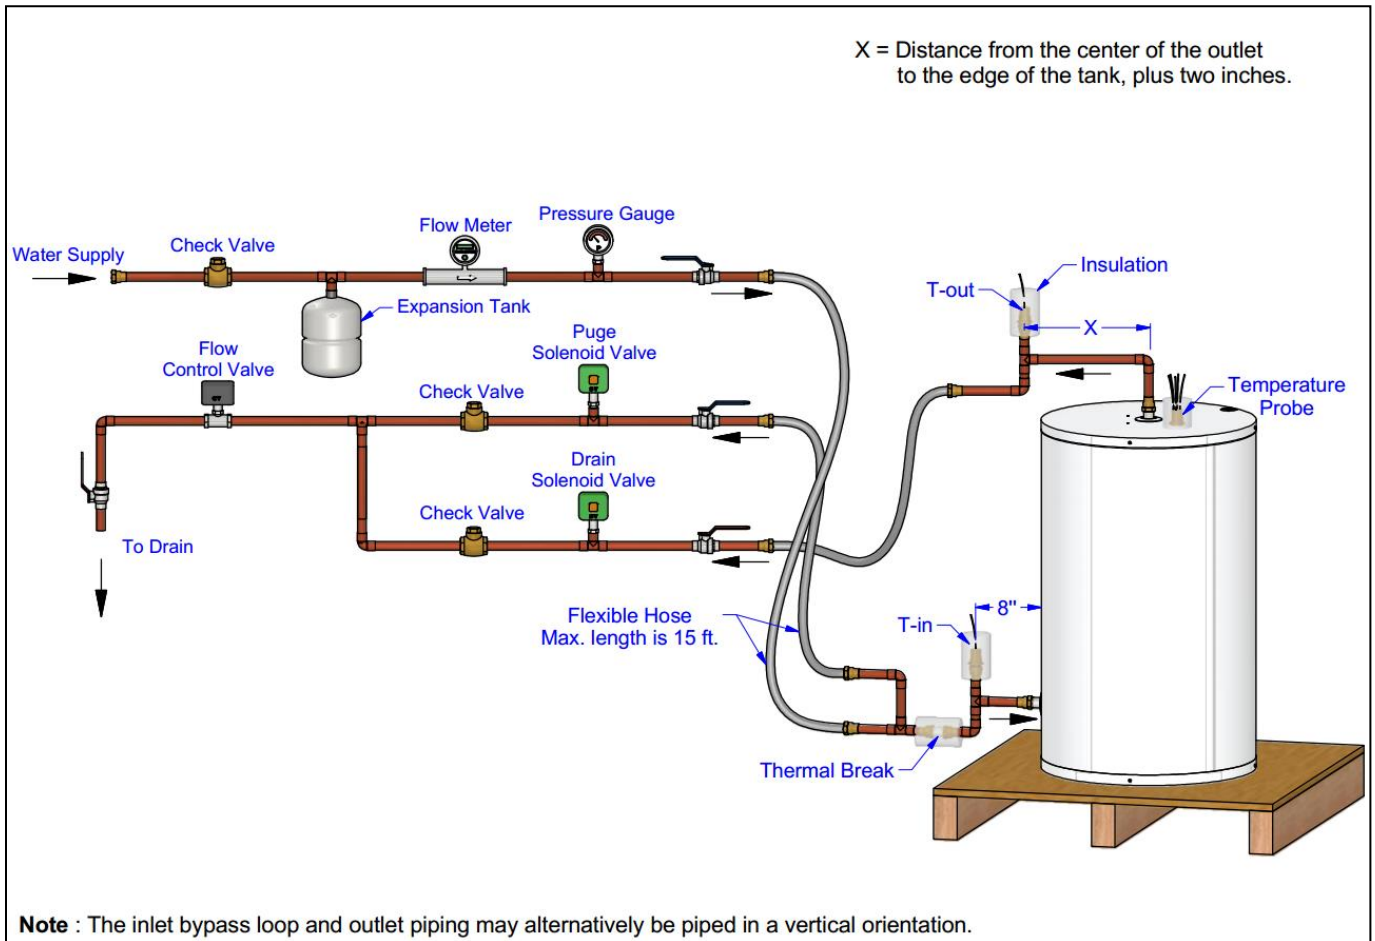 X = Distance from the center of the outlet
to the edge of the tank, plus two inches.
Pressure Gauge
Flow Meter
Check Valve
Water Supply
Insulation
T-out
Expansion Tank
X
Puge
Solenoid Valve
Flow
Control Valve
Check Valve
Temperature
Probe
Drain
Solenoid Valve
Check Valve
To Drain
8"
Flexible Hose
Max. length is 15 ft.
T-in
Thermal Break
Note : The inlet bypass loop and outlet piping may alternatively be piped in a vertical orientation.